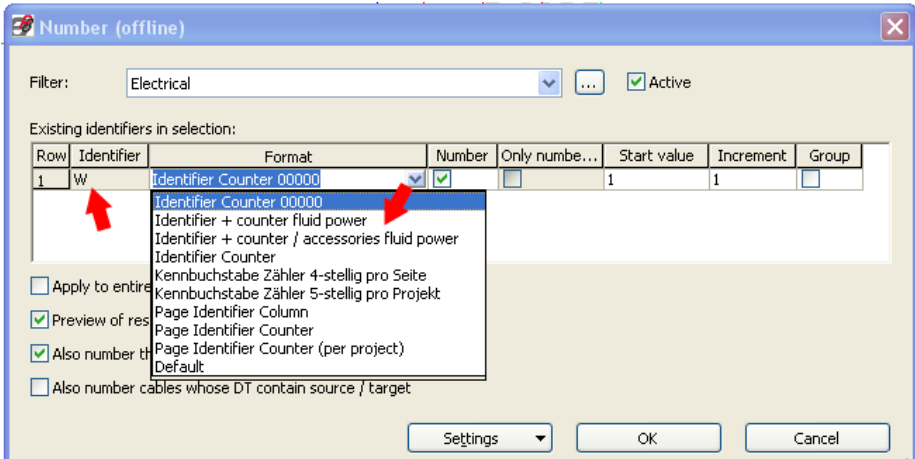 Number (offline)
Filter: Electrical ... Active
Existing identifiers in selection:
Row Identifier Format Number Only numbe... Start value Increment Group
1 W Identifier Counter 00000 1 1
Identifier Counter 00000
Identifier + counter fluid power
Identifier + counter / accessories fluid power
Identifier Counter
Kennbuchstabe Zähler 4-stellig pro Seite
Apply to entire
Kennbuchstabe Zähler 5-stellig pro Projekt
Page Identifier Column
Preview of res
Page Identifier Counter
Page Identifier Counter (per project)
Also number th
Default
Also number cables whose DT contain source / target
Settings OK Cancel